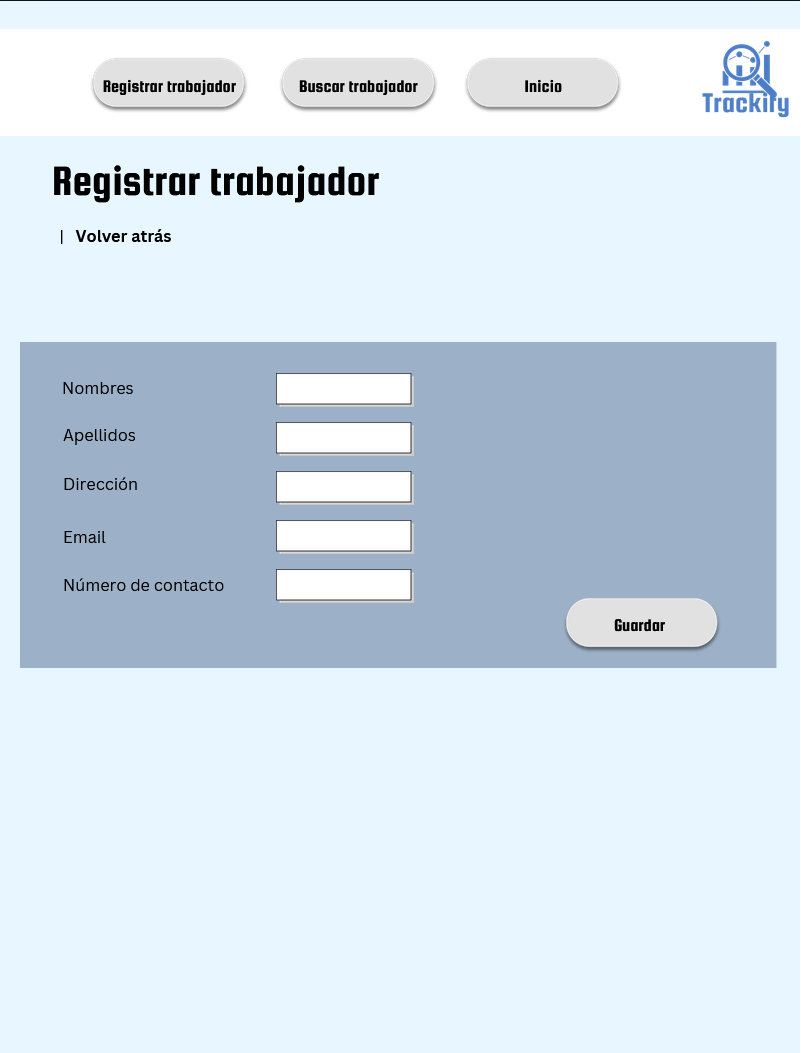 Registrar trabajador
Buscar trabajador
Inicio
Trackify
Registrar trabajador
| Volver atrás
Nombres
Apellidos
Dirección
Email
Número de contacto
Guardar